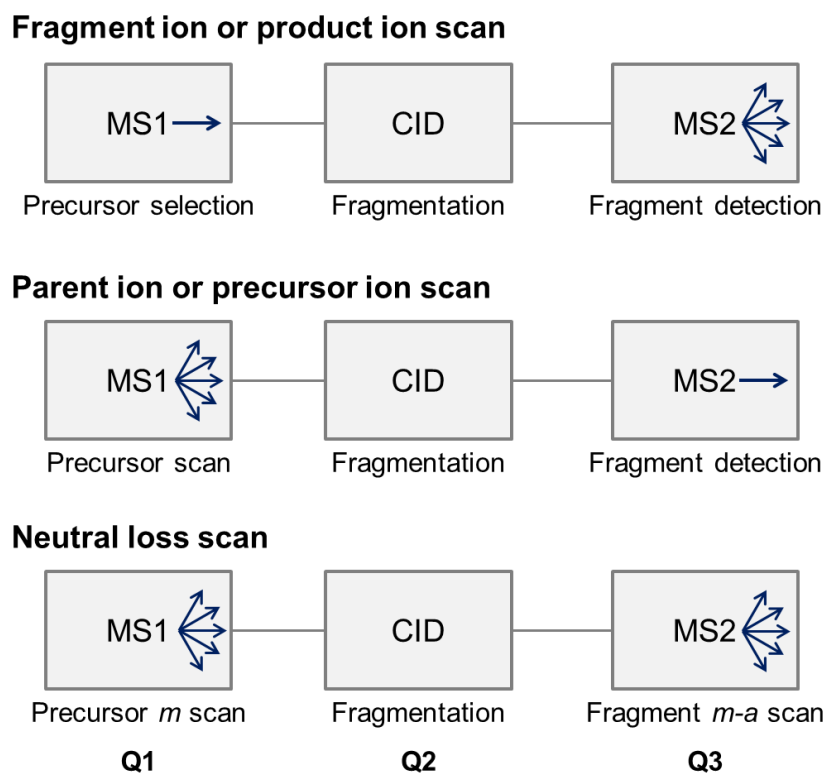 Fragment ion or product ion scan
MS1 CID MS2
Precursor selection Fragmentation Fragment detection
Parent ion or precursor ion scan
MS1 CID MS2
Precursor scan Fragmentation Fragment detection
Neutral loss scan
MS1 CID MS2
Precursor m scan Fragmentation Fragment m-a scan
Q1 Q2 Q3